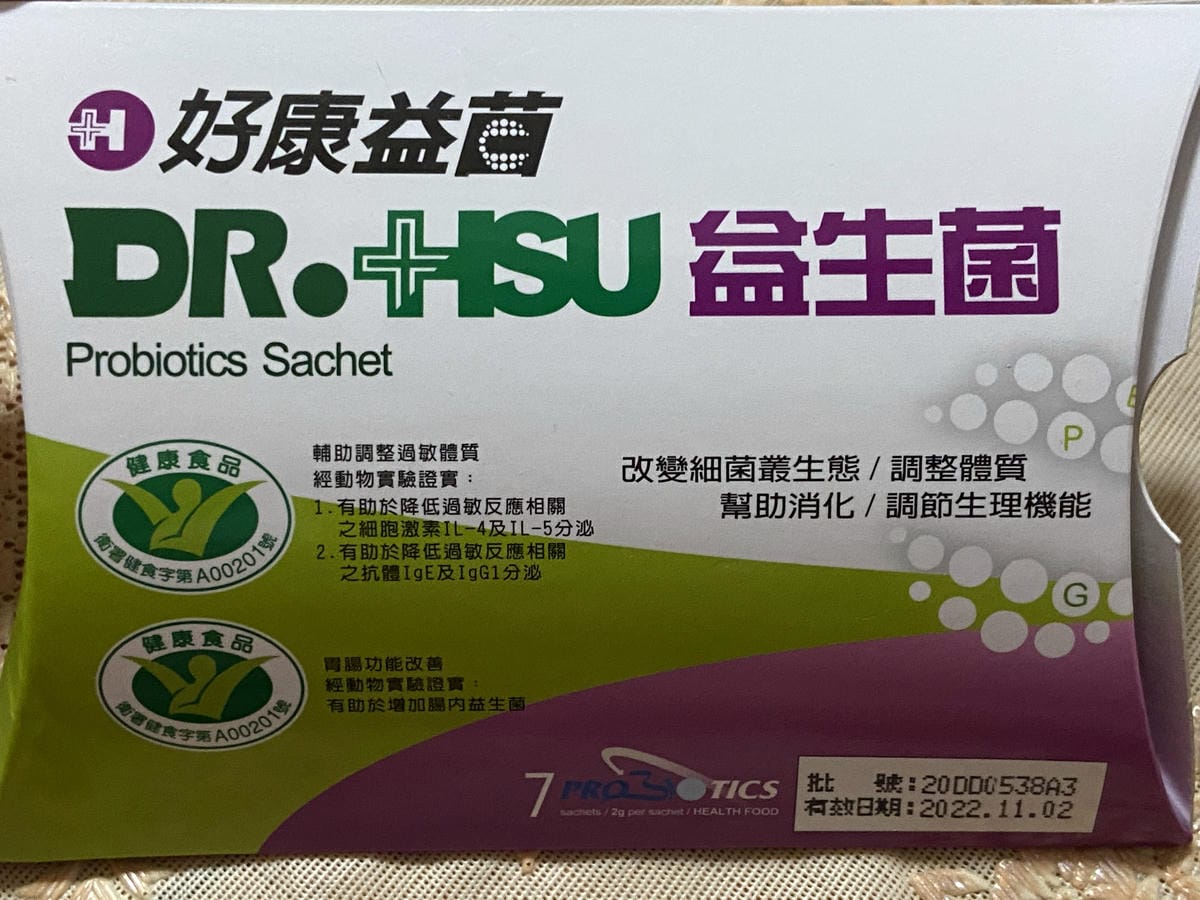 H 好康益菌
DR.HSU 益生菌
Probiotics Sachet
健康食品
衛署健食字第A00201號
輔助調整過敏體質
經動物實驗證實：
1.有助於降低過敏反應相關
之細胞激素IL-4及IL-5分泌
2.有助於降低過敏反應相關
之抗體IgE及IgG1分泌
改變細菌叢生態/調整體質
幫助消化/調節生理機能
P
G
健康食品
衛署健食字第A00201號
胃腸功能改善
經動物實驗證實：
有助於增加腸內益生菌
7 PROBIOTICS
sachets / 2g per sachet / HEALTH FOOD
批 號:20DD0538A3
有效日期:2022.11.02